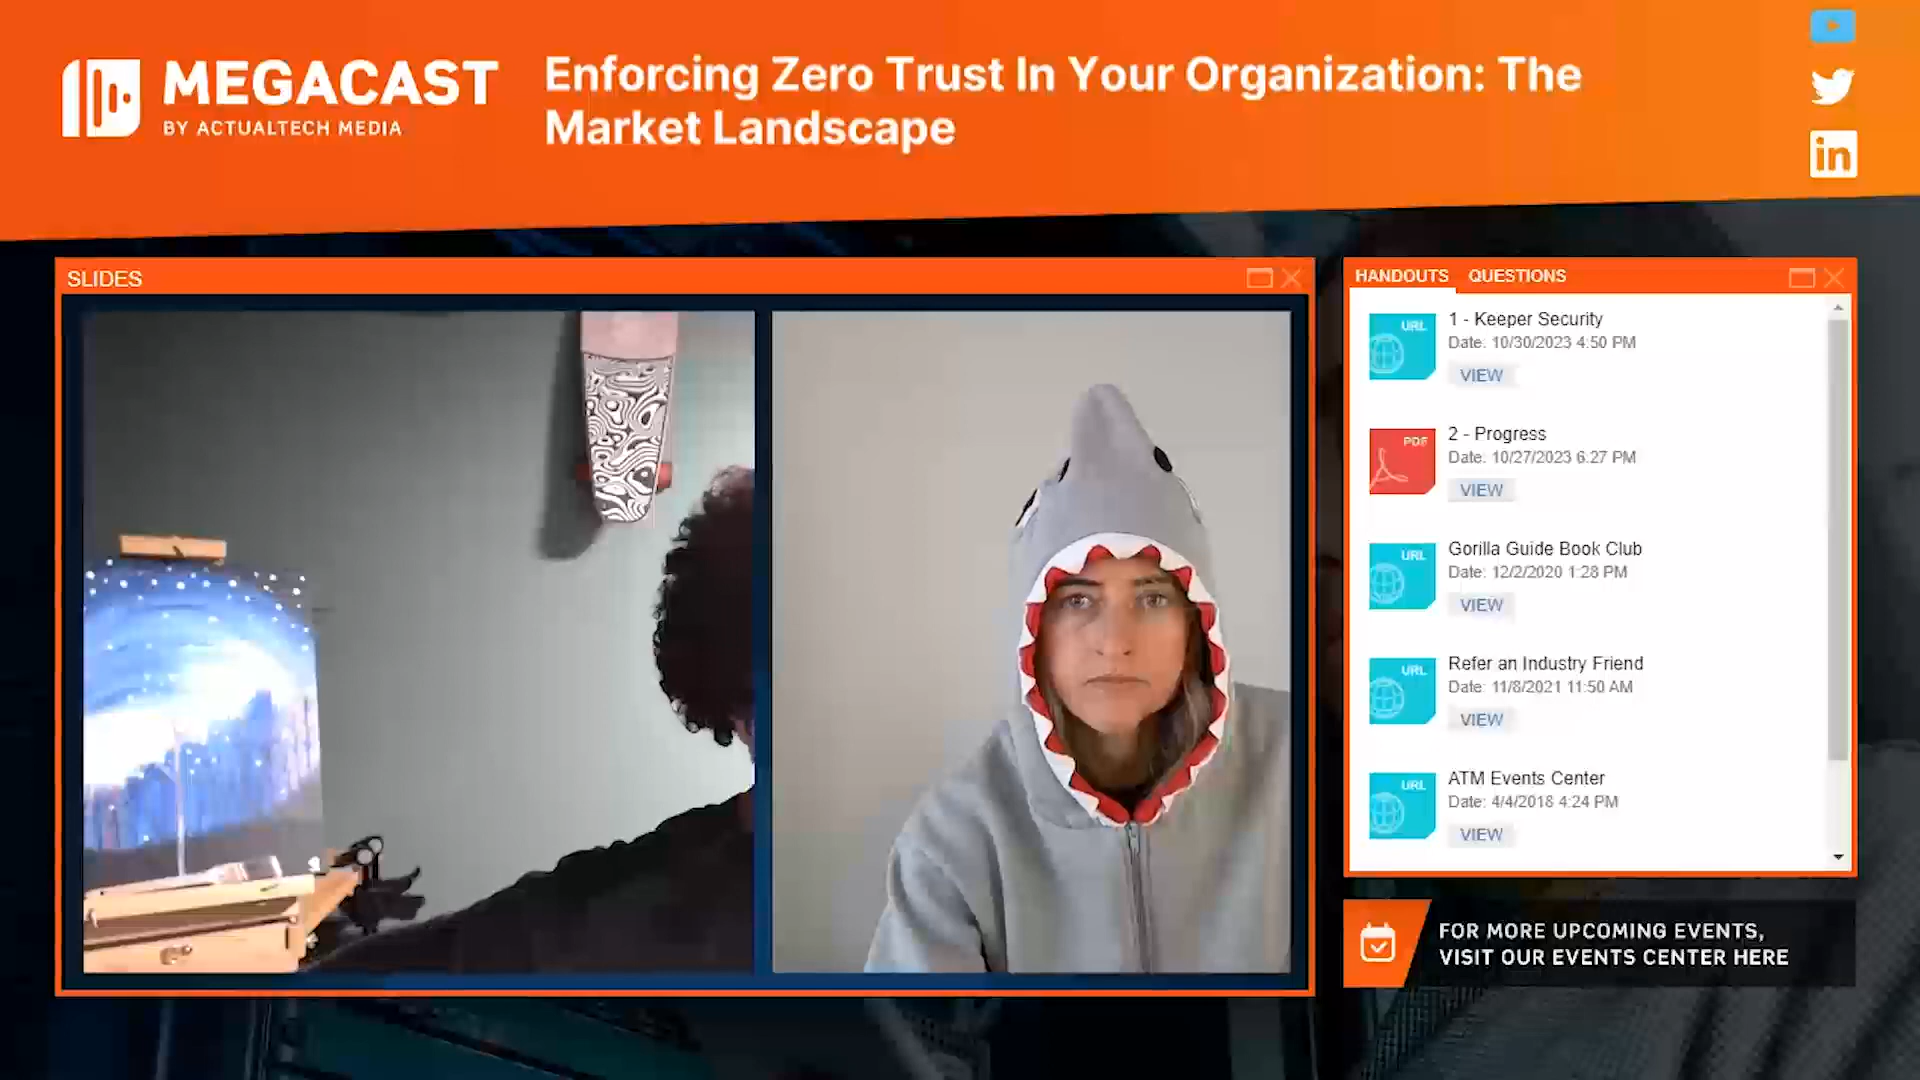 MEGACAST
BY ACTUALTECH MEDIA
Enforcing Zero Trust In Your Organization: The
Market Landscape
in
SLIDES
HANDOUTS QUESTIONS
URL
1 - Keeper Security
Date: 10/30/2023 4:50 PM
VIEW
PDF
2 - Progress
Date: 10/27/2023 6:27 PM
VIEW
URL
Gorilla Guide Book Club
Date: 12/2/2020 1:28 PM
VIEW
URL
Refer an Industry Friend
Date: 11/8/2021 11:50 AM
VIEW
URL
ATM Events Center
Date: 4/4/2018 4:24 PM
VIEW
FOR MORE UPCOMING EVENTS,
VISIT OUR EVENTS CENTER HERE